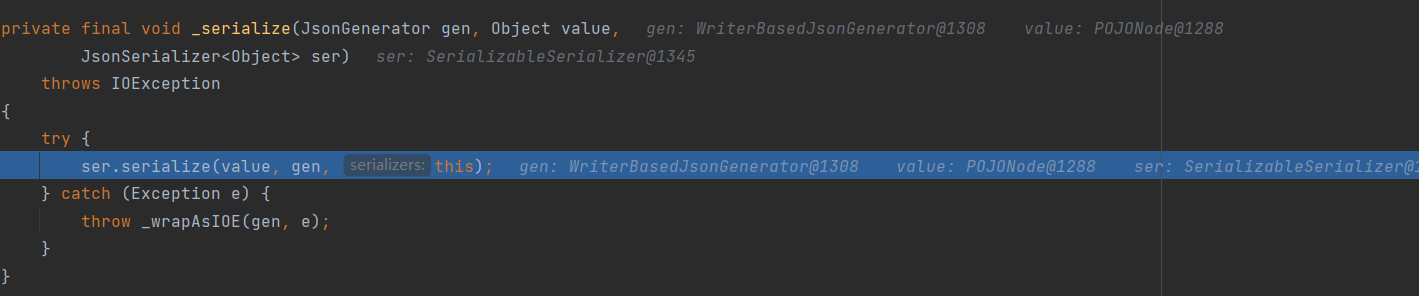 private final void _serialize(JsonGenerator gen, Object value,   gen: WriterBasedJsonGenerator@1308    value: POJONode@1288
        JsonSerializer<Object> ser)   ser: SerializableSerializer@1345
    throws IOException
{
    try {
        ser.serialize(value, gen, serializers: this);   gen: WriterBasedJsonGenerator@1308    value: POJONode@1288    ser: SerializableSerializer@1
    } catch (Exception e) {
        throw _wrapAsIOE(gen, e);
    }
}